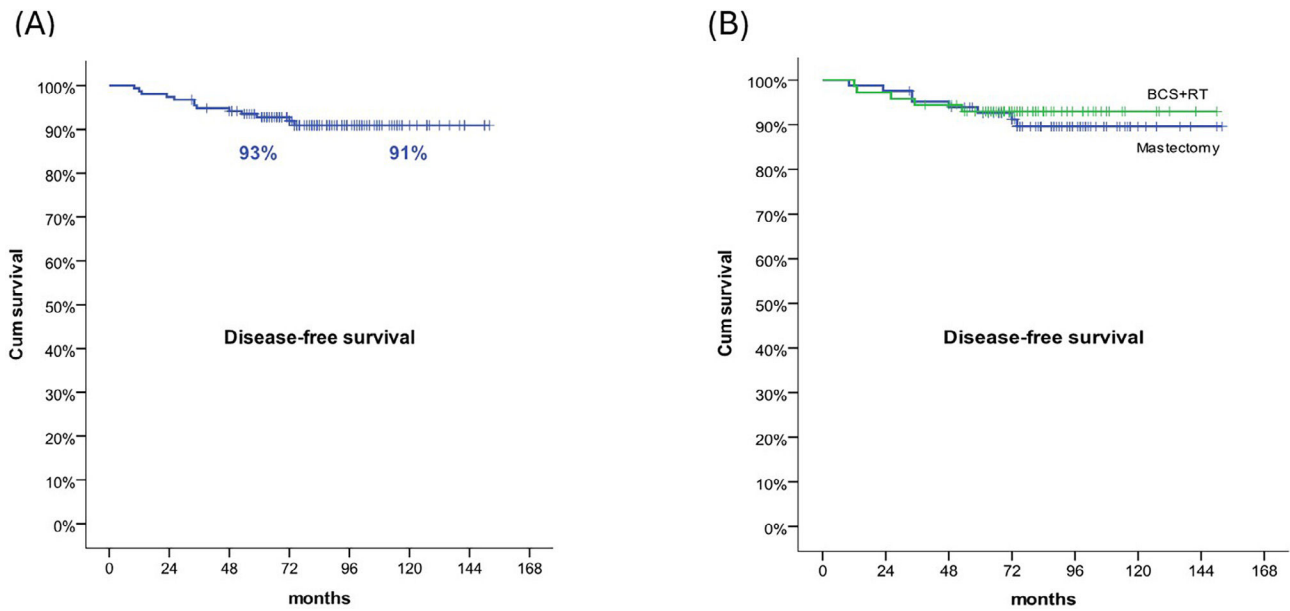 (A)
Cum survival
100%
90%
80%
70%
60%
50%
40%
30%
20%
10%
0%
93%
91%
Disease-free survival
0 24 48 72 96 120 144 168
months
(B)
Cum survival
100%
90%
80%
70%
60%
50%
40%
30%
20%
10%
0%
BCS+RT
Mastectomy
Disease-free survival
0 24 48 72 96 120 144 168
months